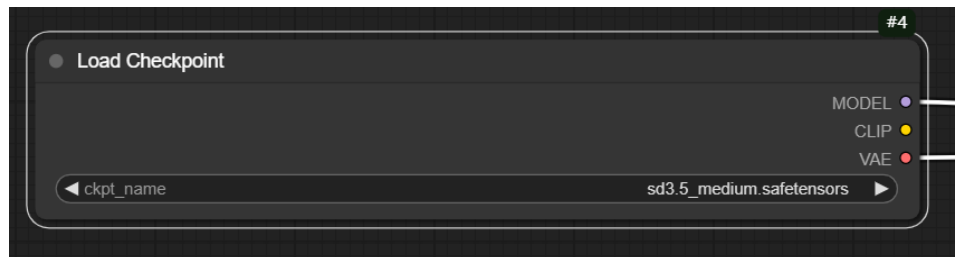 #4
Load Checkpoint
MODEL
CLIP
VAE
ckpt_name sd3.5_medium.safetensors